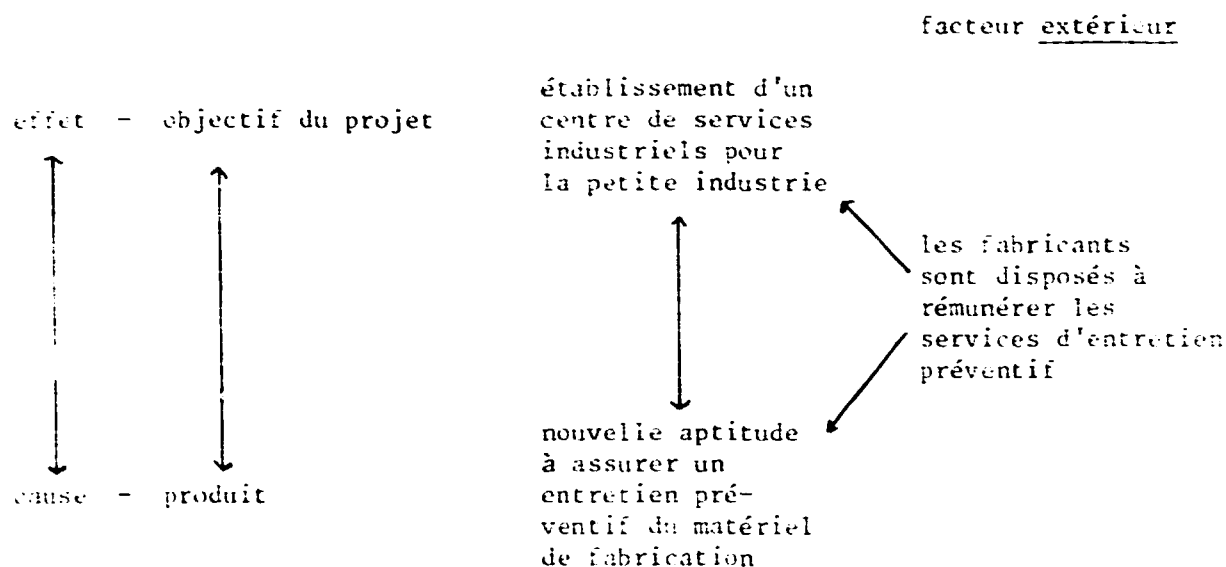 facteur extérieur
effet - objectif du projet
établissement d'un
centre de services
industriels pour
la petite industrie
les fabricants
sont disposés à
rémunérer les
services d'entretien
préventif
cause - produit
nouvelle aptitude
à assurer un
entretien pré-
ventif du matériel
de fabrication